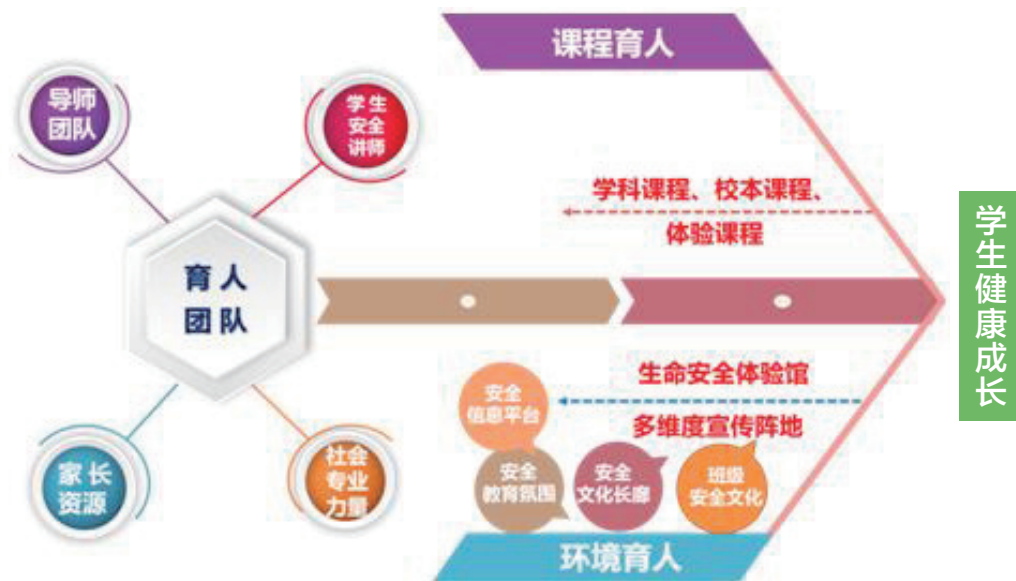 课程育人
导师
团队
学生
安全
讲师
学科课程、校本课程、
体验课程
育人
团队
学生健康成长
生命安全体验馆
多维度宣传阵地
安全
信息平台
安全
教育氛围
安全
文化长廊
班级
安全文化
家长
资源
社会
专业
力量
环境育人